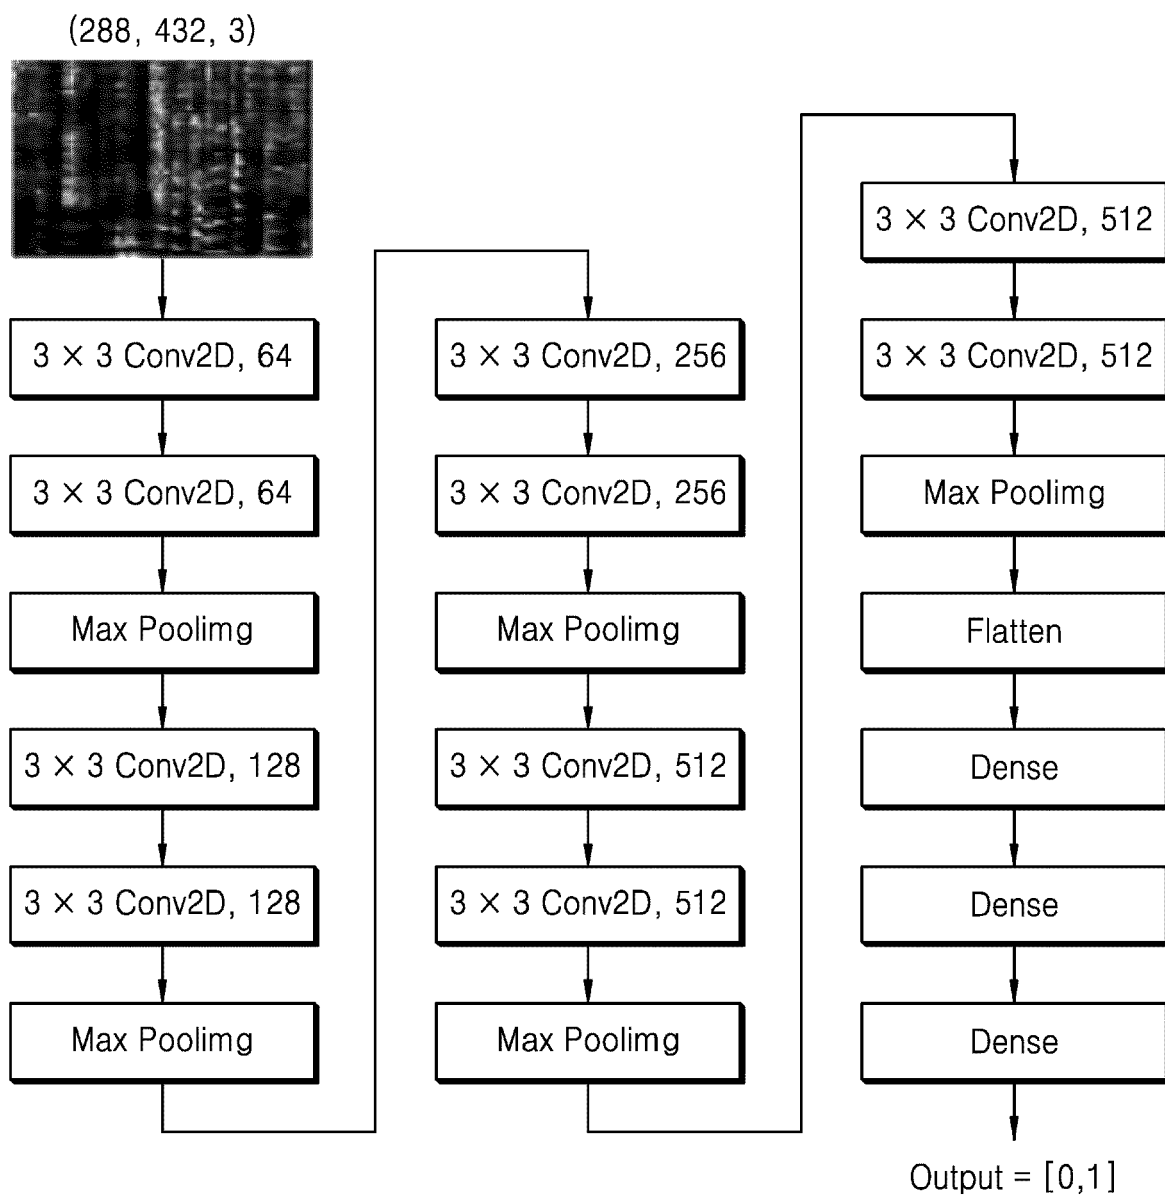 (288, 432, 3)
3 × 3 Conv2D, 64
3 × 3 Conv2D, 64
Max Poolimg
3 × 3 Conv2D, 128
3 × 3 Conv2D, 128
Max Poolimg
3 × 3 Conv2D, 256
3 × 3 Conv2D, 256
Max Poolimg
3 × 3 Conv2D, 512
3 × 3 Conv2D, 512
Max Poolimg
3 × 3 Conv2D, 512
3 × 3 Conv2D, 512
Max Poolimg
Flatten
Dense
Dense
Dense
Output = [0,1]